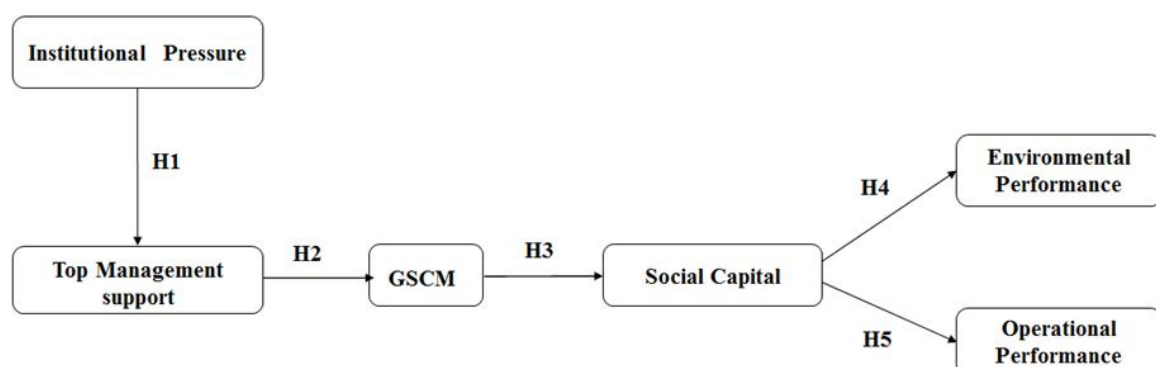 Institutional Pressure
H1
Environmental
Performance
H4
H2
H3
Top Management
support
GSCM
Social Capital
H5
Operational
Performance